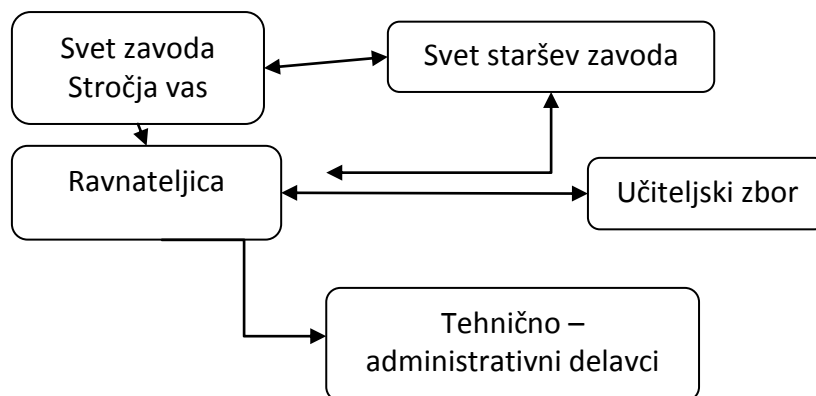 Svet zavoda
Stročja vas
Svet staršev zavoda
Ravnateljica
Učiteljski zbor
Tehnično –
administrativni delavci